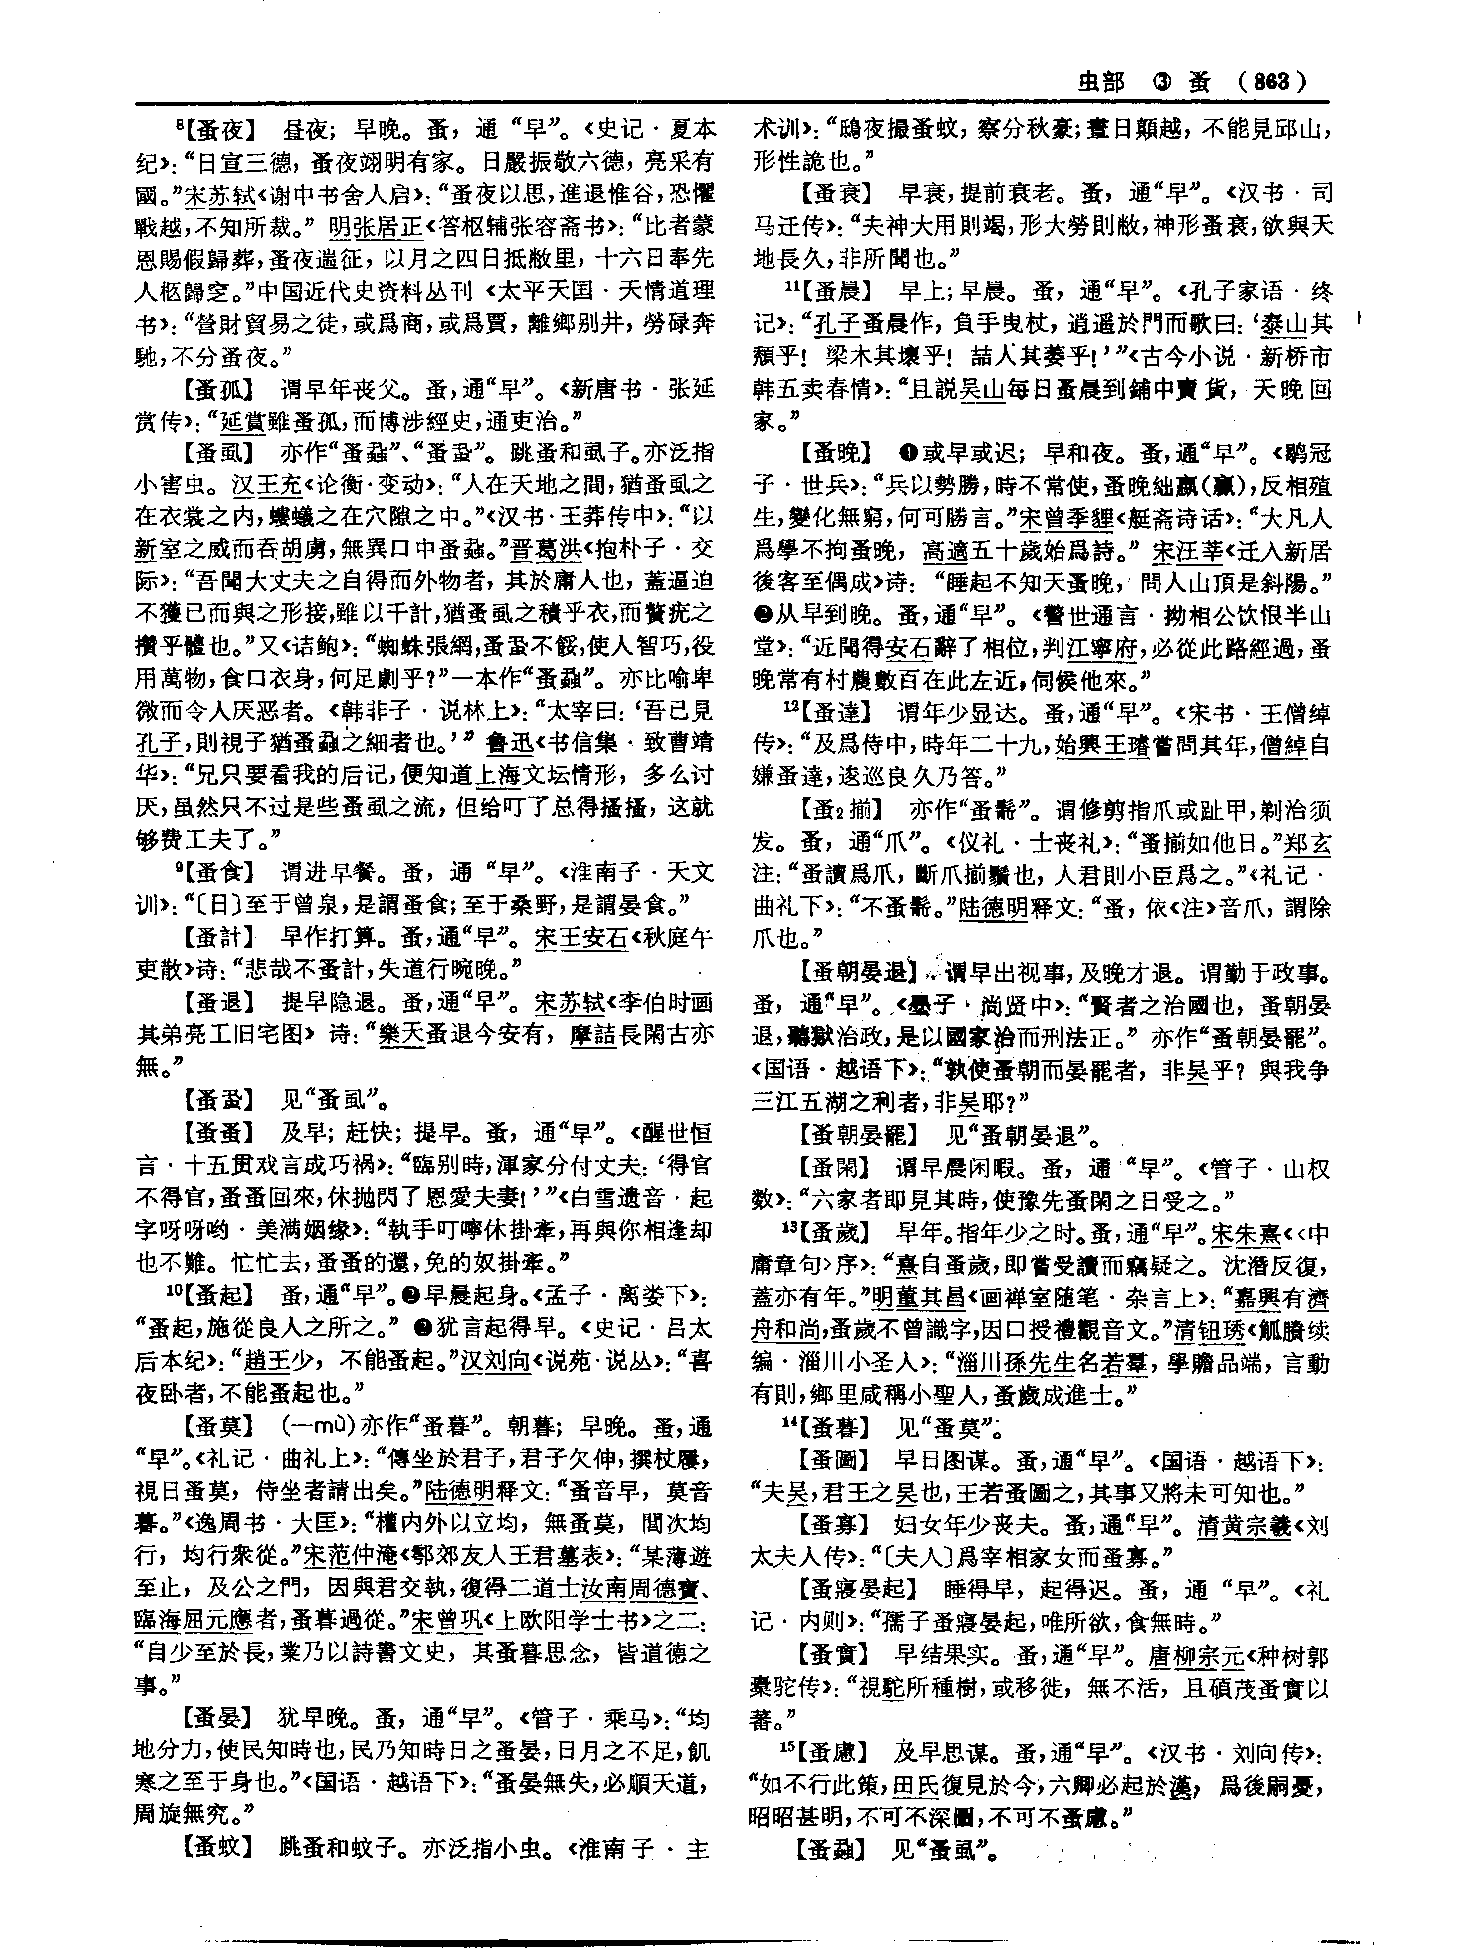 虫部 ③ 蚤 (863)
⁸【蚤夜】 昼夜；早晚。蚤，通“早”。《史记·夏本
纪》：“日宣三德，蚤夜翊明有家。日嚴振敬六德，亮采有
國。”宋苏轼《谢中书舍人启》：“蚤夜以思，進退惟谷，恐懼
戰越，不知所裁。”明张居正《答枢辅张容斋书》：“比者蒙
恩賜假歸葬，蚤夜遄征，以月之四日抵敝里，十六日奉先
人柩歸窆。”中国近代史资料丛刊《太平天囯·天情道理
书》：“營財貿易之徒，或爲商，或爲賈，離鄉别井，勞碌奔
馳，不分蚤夜。”
【蚤孤】 谓早年丧父。蚤，通“早”。《新唐书·张延
赏传》：“延賞雖蚤孤，而博涉經史，通吏治。”
【蚤虱】 亦作“蚤蝨”、“蚤蚤”。跳蚤和虱子。亦泛指
小害虫。汉王充《论衡·变动》：“人在天地之間，猶蚤虱之
在衣裳之内，螻蟻之在穴隙之中。”《汉书·王莽传中》：“以
新室之威而吞胡虜，無異口中蚤蝨。”晋葛洪《抱朴子·交
际》：“吾聞大丈夫之自得而外物者，其於庸人也，蓋逼迫
不獲已而與之形接，雖以千計，猶蚤虱之積乎衣，而贅疣之
攢乎體也。”又《诘鲍》：“蜘蛛張網，蚤蝨不餒，使人智巧，役
用萬物，食口衣身，何足劇乎？”一本作“蚤蝨”。亦比喻卑
微而令人厌恶者。《韩非子·说林上》：“太宰曰：‘吾已見
孔子，則視子猶蚤蝨之細者也。’”鲁迅《书信集·致曹靖
华》：“兄只要看我的后记，便知道上海文坛情形，多么讨
厌，虽然只不过是些蚤虱之流，但给叮了总得搔搔，这就
够费工夫了。”
⁹【蚤食】 谓进早餐。蚤，通“早”。《淮南子·天文
训》：“〔日〕至于曾泉，是謂蚤食；至于桑野，是謂晏食。”
【蚤計】 早作打算。蚤，通“早”。宋王安石《秋庭午
吏散》诗：“悲哉不蚤計，失道行晼晚。”
【蚤退】 提早隐退。蚤，通“早”。宋苏轼《李伯时画
其弟亮工旧宅图》诗：“樂天蚤退今安有，摩詰長閑古亦
無。”
【蚤蝨】 见“蚤虱”。
【蚤蚤】 及早；赶快；提早。蚤，通“早”。《醒世恒
言·十五贯戏言成巧祸》：“臨别時，渾家分付丈夫：‘得官
不得官，蚤蚤回來，休抛閃了恩愛夫妻！’”《白雪遗音·起
字呀呀哟·美满姻缘》：“執手叮嚀休掛牽，再與你相逢却
也不難。忙忙去，蚤蚤的還，免的奴掛牽。”
¹⁰【蚤起】 蚤，通“早”。❶早晨起身。《孟子·离娄下》：
“蚤起，施從良人之所之。”❷犹言起得早。《史记·吕太
后本纪》：“趙王少，不能蚤起。”汉刘向《说苑·说丛》：“喜
夜卧者，不能蚤起也。”
【蚤莫】 (—mù)亦作“蚤暮”。朝暮；早晚。蚤，通
“早”。《礼记·曲礼上》：“侍坐於君子，君子欠伸，撰杖屨，
視日蚤莫，侍坐者請出矣。”陆德明释文：“蚤音早，莫音
暮。”《逸周书·大匡》：“權内外以立均，無蚤莫，閭次均
行，均行衆從。”宋范仲淹《鄠郊友人王君墓表》：“某薄遊
至止，及公之門，因與君交執，復得二道士汝南周德寶、
臨海屈元應者，蚤暮過從。”宋曾巩《上欧阳学士书》之二：
“自少至於長，業乃以詩書文史，其蚤暮思念，皆道德之
事。”
【蚤晏】 犹早晚。蚤，通“早”。《管子·乘马》：“均
地分力，使民知時也，民乃知時日之蚤晏，日月之不足，飢
寒之至于身也。”《国语·越语下》：“蚤晏無失，必順天道，
周旋無究。”
【蚤蚊】 跳蚤和蚊子。亦泛指小虫。《淮南子·主
术训》：“鴟夜撮蚤蚊，察分秋豪；晝日顛越，不能見邱山，
形性詭也。”
【蚤衰】 早衰，提前衰老。蚤，通“早”。《汉书·司
马迁传》：“夫神大用則竭，形大勞則敝，神形蚤衰，欲與天
地長久，非所聞也。”
¹¹【蚤晨】 早上；早晨。蚤，通“早”。《孔子家语·终
记》：“孔子蚤晨作，負手曳杖，逍遥於門而歌曰：‘泰山其
頹乎！梁木其壞乎！喆人其萎乎！’”《古今小说·新桥市
韩五卖春情》：“且説吴山每日蚤晨到鋪中賣貨，天晚回
家。”
【蚤晚】 ❶或早或迟；早和夜。蚤，通“早”。《鹖冠
子·世兵》：“兵以勢勝，時不常使，蚤晚絀嬴(贏)，反相殖
生，變化無窮，何可勝言。”宋曾季貍《艇斋诗话》：“大凡人
爲學不拘蚤晚，高適五十歲始爲詩。”宋汪莘《迁入新居
後客至偶成》诗：“睡起不知天蚤晚，問人山頂是斜陽。”
❷从早到晚。蚤，通“早”。《警世通言·拗相公饮恨半山
堂》：“近聞得安石辭了相位，判江寧府，必從此路經過，蚤
晚常有村農數百在此左近，伺候他來。”
¹²【蚤達】 谓年少显达。蚤，通“早”。《宋书·王僧绰
传》：“及爲侍中，時年二十九，始興王濬嘗問其年，僧綽自
嫌蚤達，逡巡良久乃答。”
【蚤₂揃】 亦作“蚤鬋”。谓修剪指爪或趾甲，剃治须
发。蚤，通“爪”。《仪礼·士丧礼》：“蚤揃如他日。”郑玄
注：“蚤讀爲爪，斷爪揃鬚也，人君則小臣爲之。”《礼记·
曲礼下》：“不蚤鬋。”陆德明释文：“蚤，依《注》音爪，謂除
爪也。”
【蚤朝晏退】 谓早出视事，及晚才退。谓勤于政事。
蚤，通“早”。《墨子·尚贤中》：“賢者之治國也，蚤朝晏
退，聽獄治政，是以國家治而刑法正。”亦作“蚤朝晏罷”。
《国语·越语下》：“孰使蚤朝而晏罷者，非吴乎？與我争
三江五湖之利者，非吴耶？”
【蚤朝晏罷】 见“蚤朝晏退”。
【蚤閑】 谓早晨闲暇。蚤，通“早”。《管子·山权
数》：“六家者即見其時，使豫先蚤閑之日受之。”
¹³【蚤歲】 早年。指年少之时。蚤，通“早”。宋朱熹《〈中
庸章句〉序》：“熹自蚤歲，即嘗受讀而竊疑之。沈潛反復，
蓋亦有年。”明董其昌《画禅室随笔·杂言上》：“嘉興有濟
舟和尚，蚤歲不曾識字，因口授禮觀音文。”清钮琇《觚賸续
编·淄川小圣人》：“淄川孫先生名若羣，學贍品端，言動
有則，鄉里咸稱小聖人，蚤歲成進士。”
¹⁴【蚤暮】 见“蚤莫”。
【蚤圖】 早日图谋。蚤，通“早”。《国语·越语下》：
“夫吴，君王之吴也，王若蚤圖之，其事又將未可知也。”
【蚤寡】 妇女年少丧夫。蚤，通“早”。清黄宗羲《刘
太夫人传》：“〔夫人〕爲宰相家女而蚤寡。”
【蚤寢晏起】 睡得早，起得迟。蚤，通“早”。《礼
记·内则》：“孺子蚤寢晏起，唯所欲，食無時。”
【蚤實】 早结果实。蚤，通“早”。唐柳宗元《种树郭
橐驼传》：“視駝所種樹，或移徙，無不活，且碩茂蚤實以
蕃。”
¹⁵【蚤慮】 及早思谋。蚤，通“早”。《汉书·刘向传》：
“如不行此策，田氏復見於今，六卿必起於漢，爲後嗣憂，
昭昭甚明，不可不深圖，不可不蚤慮。”
【蚤蝨】 见“蚤虱”。